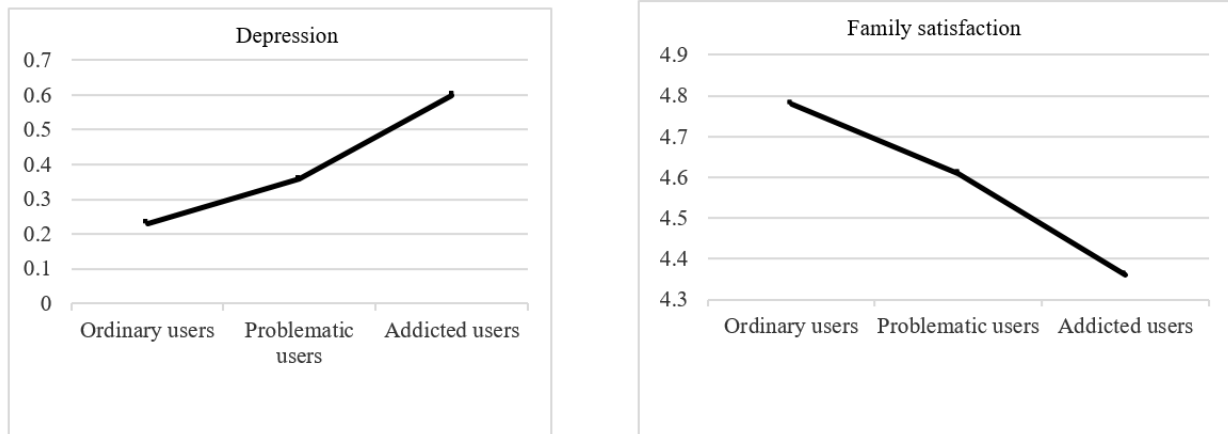 Depression
0.7
0.6
0.5
0.4
0.3
0.2
0.1
0
Ordinary users
Problematic
users
Addicted users
Family satisfaction
4.9
4.8
4.7
4.6
4.5
4.4
4.3
Ordinary users
Problematic users
Addicted users